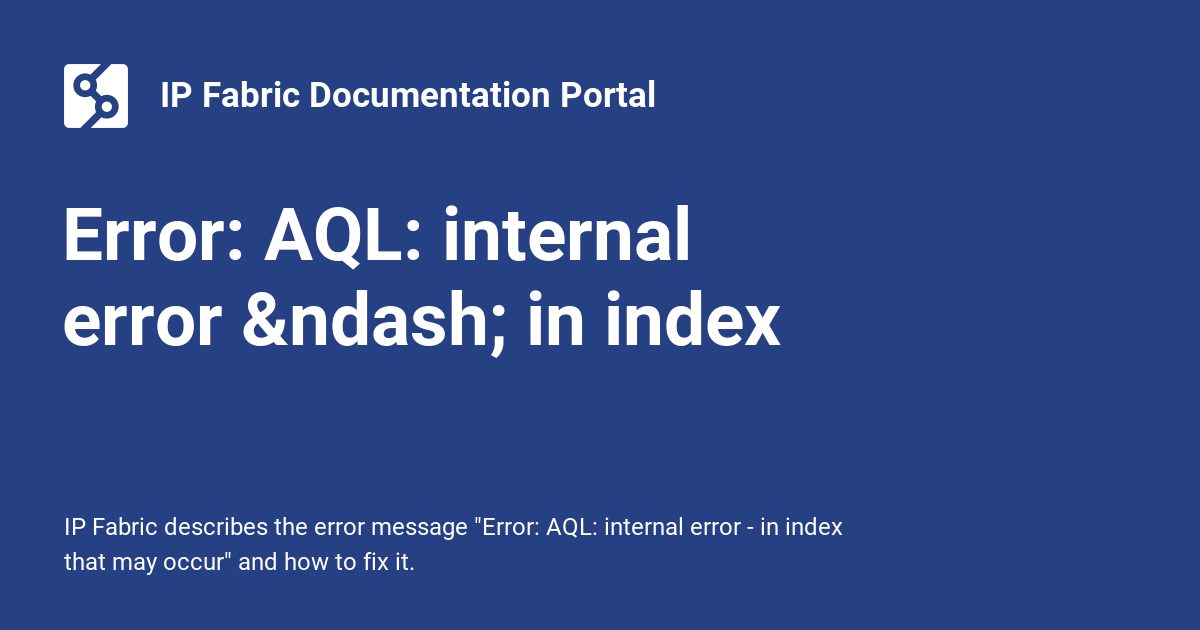 IP Fabric Documentation Portal
Error: AQL: internal
error &ndash; in index
IP Fabric describes the error message "Error: AQL: internal error - in index
that may occur" and how to fix it.